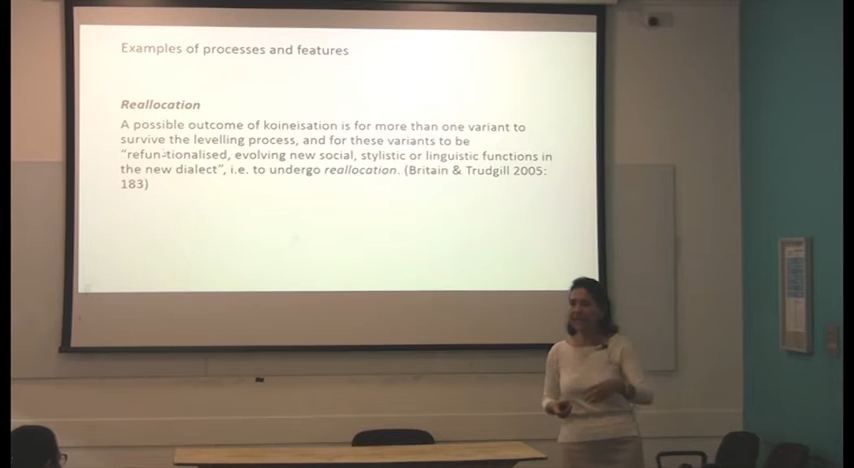 Examples of processes and features
Reallocation
A possible outcome of koineisation is for more than one variant to
survive the levelling process, and for these variants to be
"refunctionalised, evolving new social, stylistic or linguistic functions in
the new dialect", i.e. to undergo reallocation. (Britain & Trudgill 2005:
183)